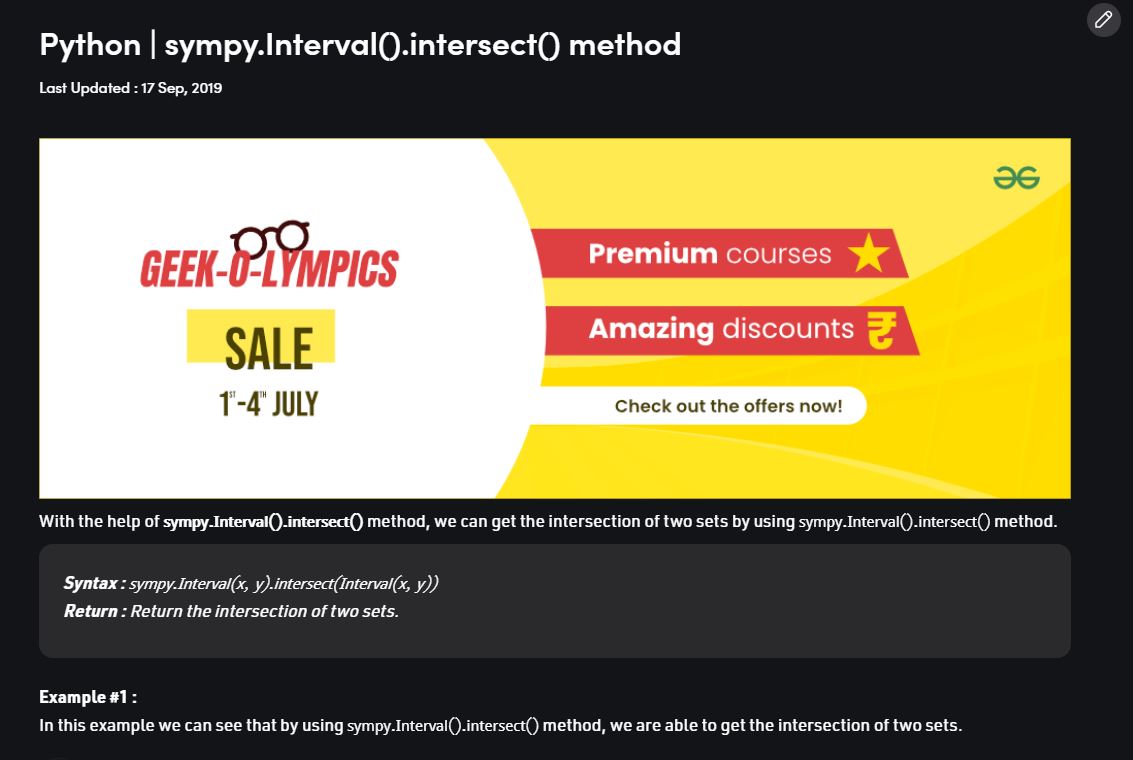 Python | sympy.Interval().intersect() method
Last Updated : 17 Sep, 2019
GEEK-O-LYMPICS
SALE
1ST-4TH JULY
Premium courses
Amazing discounts ₹
Check out the offers now!
With the help of sympy.Interval().intersect() method, we can get the intersection of two sets by using sympy.Interval().intersect() method.
Syntax : sympy.Interval(x, y).intersect(Interval(x, y))
Return : Return the intersection of two sets.
Example #1 :
In this example we can see that by using sympy.Interval().intersect() method, we are able to get the intersection of two sets.